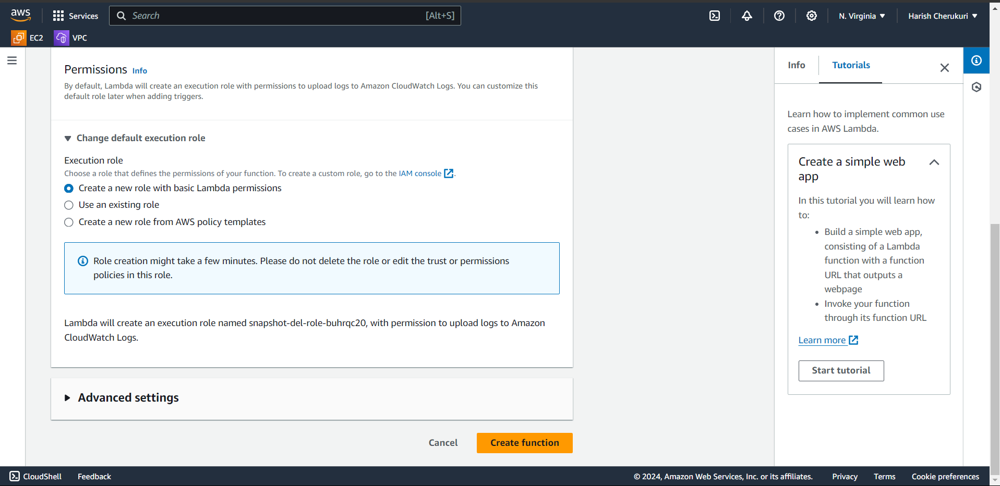 aws
Services
Search
[Alt+S]
N. Virginia
Harish Cherukuri
EC2
VPC
Permissions Info
By default, Lambda will create an execution role with permissions to upload logs to Amazon CloudWatch Logs. You can customize this
default role later when adding triggers.
Change default execution role
Execution role
Choose a role that defines the permissions of your function. To create a custom role, go to the IAM console.
Create a new role with basic Lambda permissions
Use an existing role
Create a new role from AWS policy templates
Role creation might take a few minutes. Please do not delete the role or edit the trust or permissions
policies in this role.
Lambda will create an execution role named snapshot-del-role-buhrqc20, with permission to upload logs to Amazon
CloudWatch Logs.
Advanced settings
Cancel
Create function
Info
Tutorials
Learn how to implement common use
cases in AWS Lambda.
Create a simple web
app
In this tutorial you will learn how
to:
• Build a simple web app,
consisting of a Lambda
function with a function
URL that outputs a
webpage
• Invoke your function
through its function URL
Learn more
Start tutorial
CloudShell
Feedback
© 2024, Amazon Web Services, Inc. or its affiliates.
Privacy
Terms
Cookie preferences